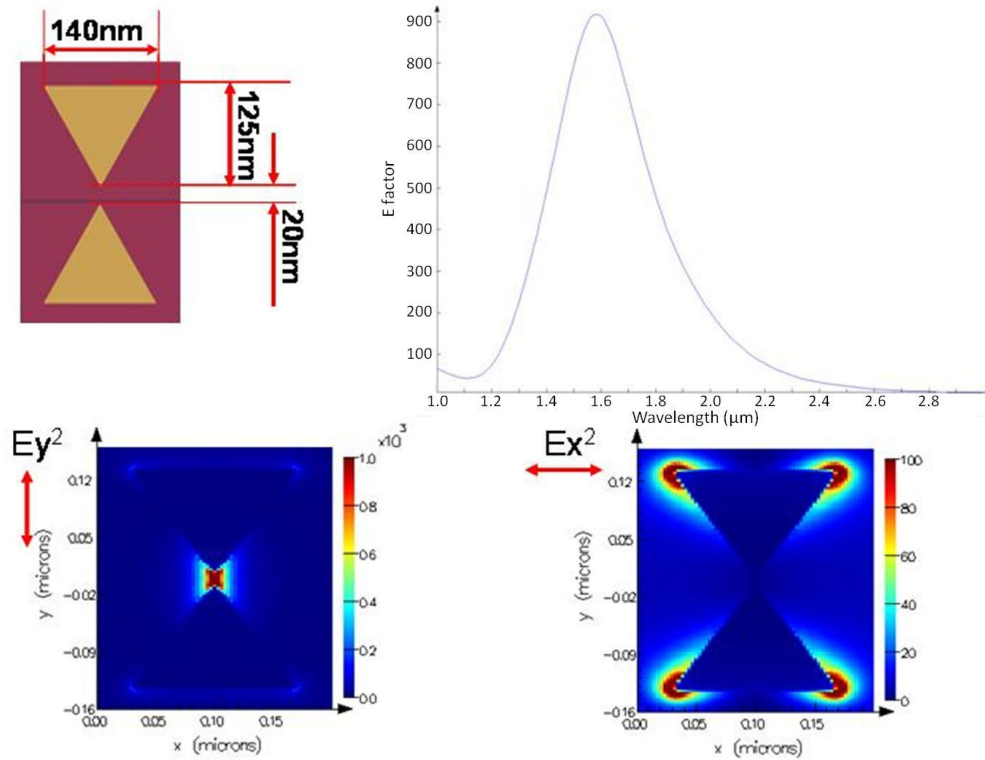 140nm
125nm
20nm
E factor
900
800
700
600
500
400
300
200
100
1.0 1.2 1.4 1.6 1.8 2.0 2.2 2.4 2.6 2.8
Wavelength (µm)
Ey²
×10³
1.0
0.8
0.6
0.4
0.2
0.0
y (microns)
0.12
0.05
-0.02
-0.09
-0.16
0.00 0.05 0.10 0.15
x (microns)
Ex²
100
80
60
40
20
0
y (microns)
0.12
0.05
-0.02
-0.09
-0.16
0.00 0.05 0.10 0.15
x (microns)